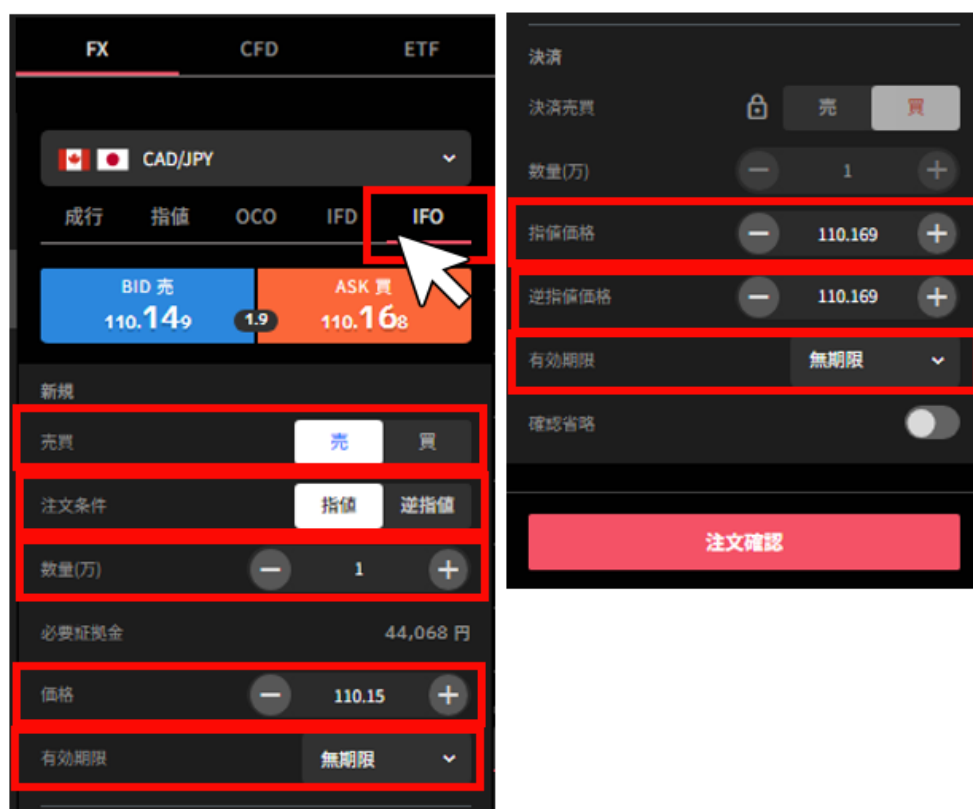 FX CFD ETF
CAD/JPY
成行 指値 OCO IFD IFO
BID 売 ASK 買
110.149 1.9 110.168
新規
売買 売 買
注文条件 指値 逆指値
数量(万) 1
必要証拠金 44,068 円
価格 110.15
有効期限 無期限
決済
決済売買 売 買
数量(万) 1
指値価格 110.169
逆指値価格 110.169
有効期限 無期限
確認省略
注文確認